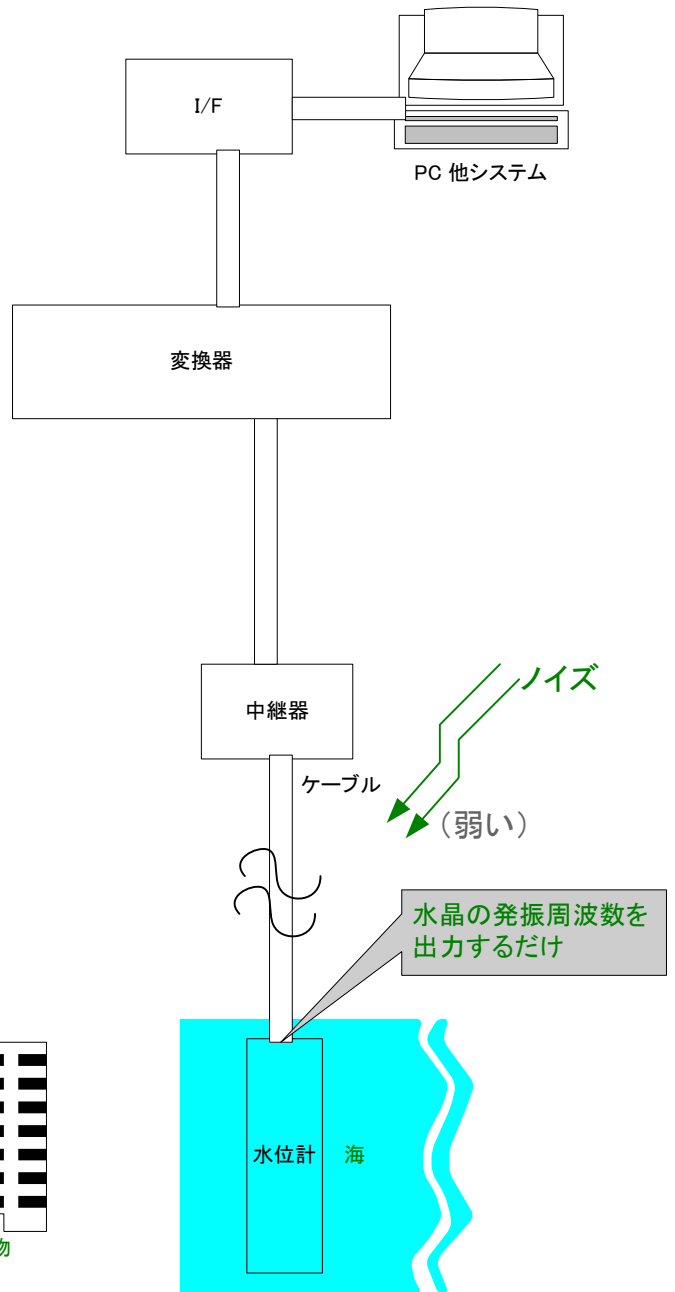 I/F
PC 他システム
変換器
中継器
ノイズ
ケーブル
（弱い）
水晶の発振周波数を
出力するだけ
水位計
海
物